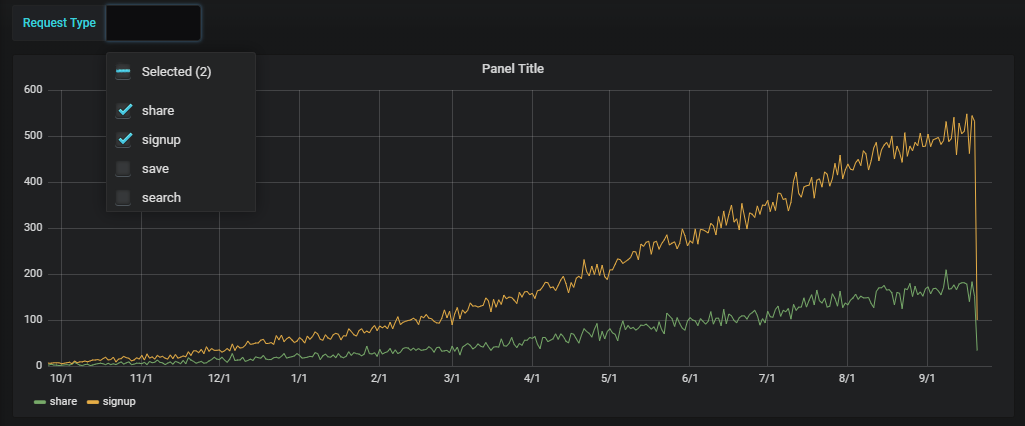 Request Type
Selected (2)
share
signup
save
search
Panel Title
600
500
400
300
200
100
0
10/1 11/1 12/1 1/1 2/1 3/1 4/1 5/1 6/1 7/1 8/1 9/1
share signup